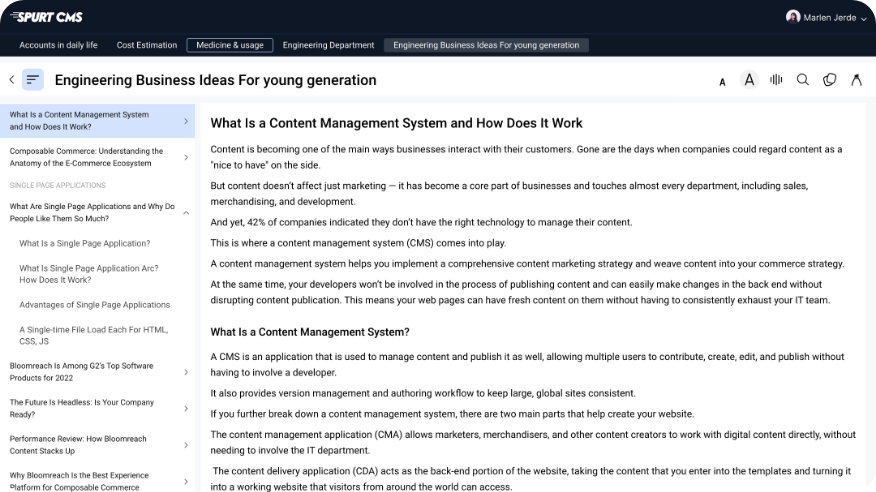 SPURT CMS
Marlen Jerde
Accounts in daily life
Cost Estimation
Medicine & usage
Engineering Department
Engineering Business Ideas For young generation
Engineering Business Ideas For young generation
A
A
What Is a Content Management System
and How Does It Work?
Composable Commerce: Understanding the
Anatomy of the E-Commerce Ecosystem
SINGLE PAGE APPLICATIONS
What Are Single Page Applications and Why Do
People Like Them So Much?
What Is a Single Page Application?
What Is Single Page Application Arc?
How Does It Work?
Advantages of Single Page Applications
A Single-time File Load Each For HTML,
CSS, JS
Bloomreach Is Among G2's Top Software
Products for 2022
The Future Is Headless: Is Your Company
Ready?
Performance Review: How Bloomreach
Content Stacks Up
Why Bloomreach Is the Best Experience
Platform for Composable Commerce
What Is a Content Management System and How Does It Work
Content is becoming one of the main ways businesses interact with their customers. Gone are the days when companies could regard content as a
"nice to have" on the side.
But content doesn't affect just marketing — it has become a core part of businesses and touches almost every department, including sales,
merchandising, and development.
And yet, 42% of companies indicated they don't have the right technology to manage their content.
This is where a content management system (CMS) comes into play.
A content management system helps you implement a comprehensive content marketing strategy and weave content into your commerce strategy.
At the same time, your developers won't be involved in the process of publishing content and can easily make changes in the back end without
disrupting content publication. This means your web pages can have fresh content on them without having to consistently exhaust your IT team.
What Is a Content Management System?
A CMS is an application that is used to manage content and publish it as well, allowing multiple users to contribute, create, edit, and publish without
having to involve a developer.
It also provides version management and authoring workflow to keep large, global sites consistent.
If you further break down a content management system, there are two main parts that help create your website.
The content management application (CMA) allows marketers, merchandisers, and other content creators to work with digital content directly, without
needing to involve the IT department.
The content delivery application (CDA) acts as the back-end portion of the website, taking the content that you enter into the templates and turning it
into a working website that visitors from around the world can access.